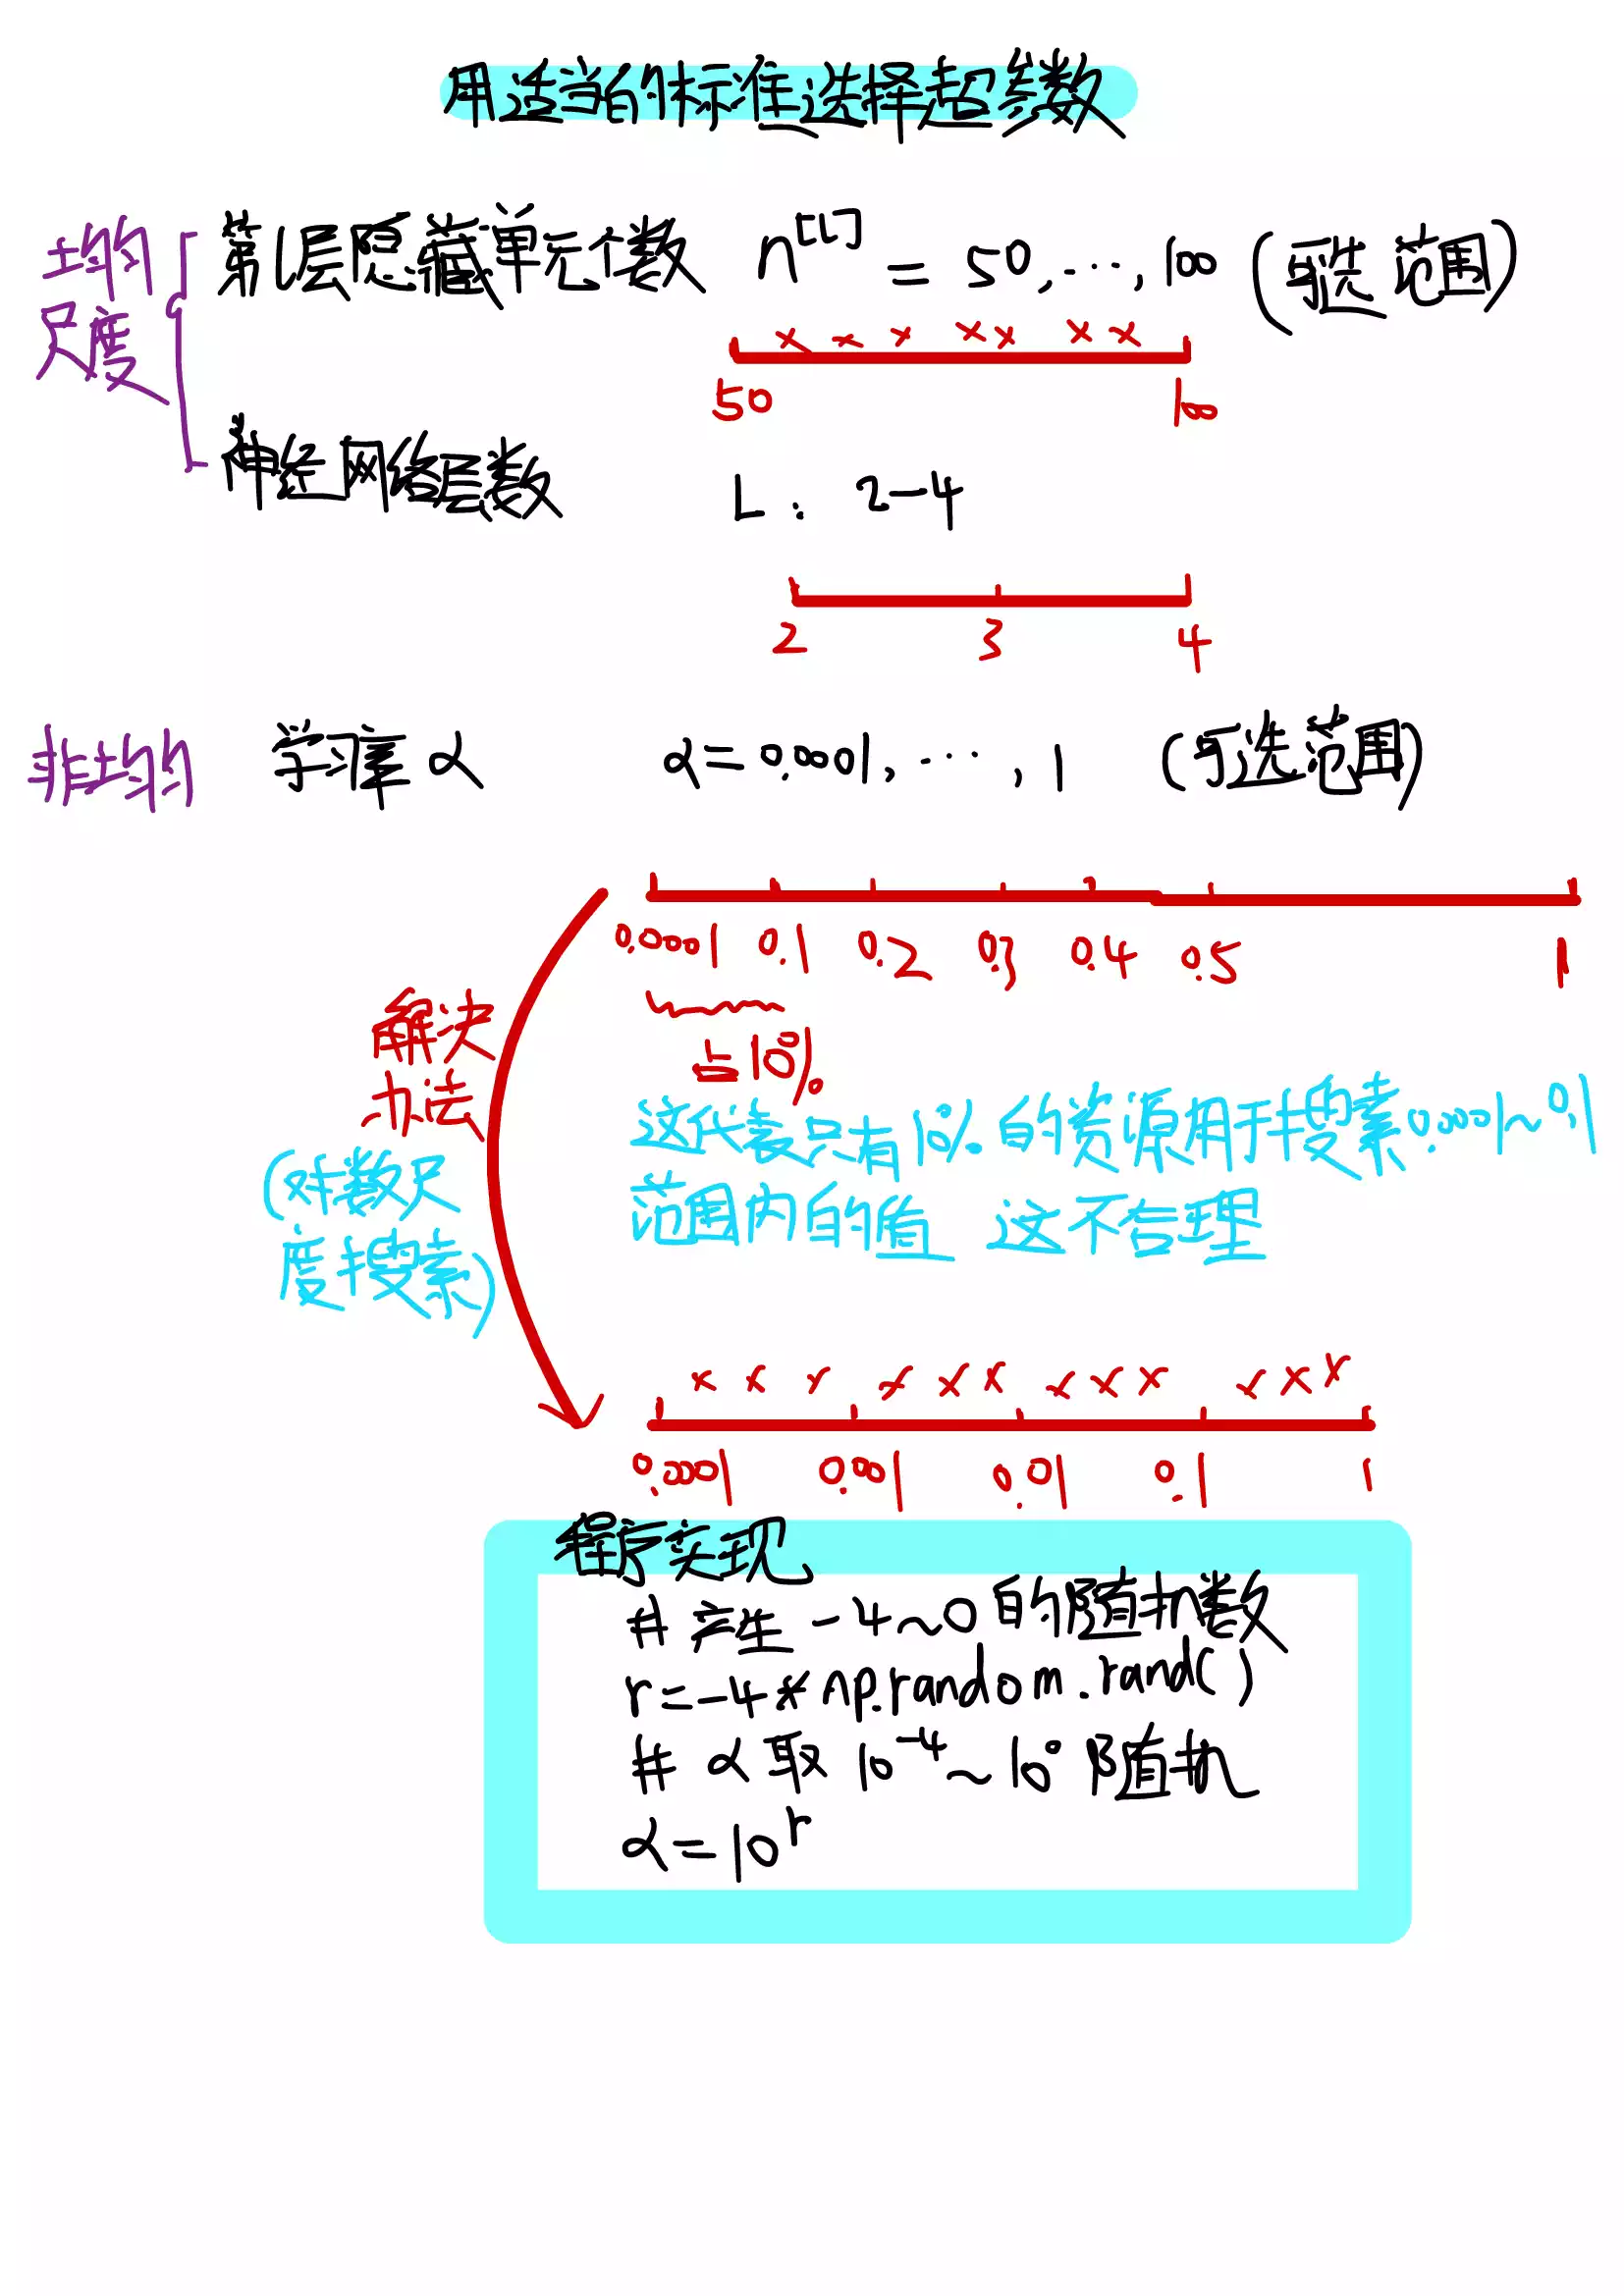 用适当的标准选择超参数
均匀
尺度
第l层隐藏单元个数 n^[l] = 50, ..., 100 (可选范围)
x x x x x x x
50 100
神经网络层数 L: 2-4
2 3 4
非均匀 学习率 α α=0.0001, ..., 1 (可选范围)
0.0001 0.1 0.2 0.3 0.4 0.5 1
占10%
解决
办法
(对数尺
度搜索)
这代表只有10%的资源用于搜索0.0001~0.1
范围内的值 这不合理
x x x x x x x x x x x x
0.0001 0.001 0.01 0.1 1
程序实现
# 产生 -4~0 的随机数
r=-4*np.random.rand()
# α取 10^-4~10^0 随机
α=10^r